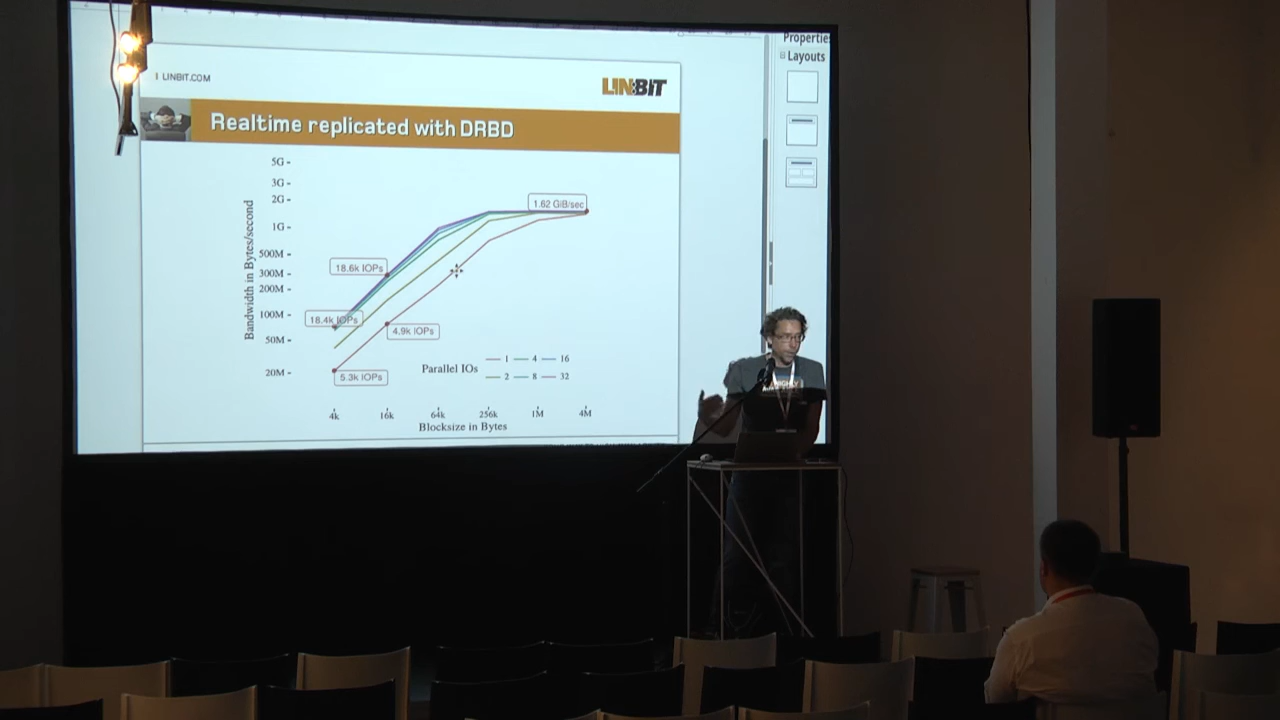 Properties
Layouts
LINBIT.COM
LINBIT
Realtime replicated with DRBD
5G
3G
2G
1G
500M
300M
200M
100M
50M
20M
Bandwidth in Bytes/second
1.62 GiB/sec
18.6k IOPs
18.4k IOPs
4.9k IOPs
5.3k IOPs
Parallel IOs
1 4 16
2 8 32
4k 16k 64k 256k 1M 4M
Blocksize in Bytes